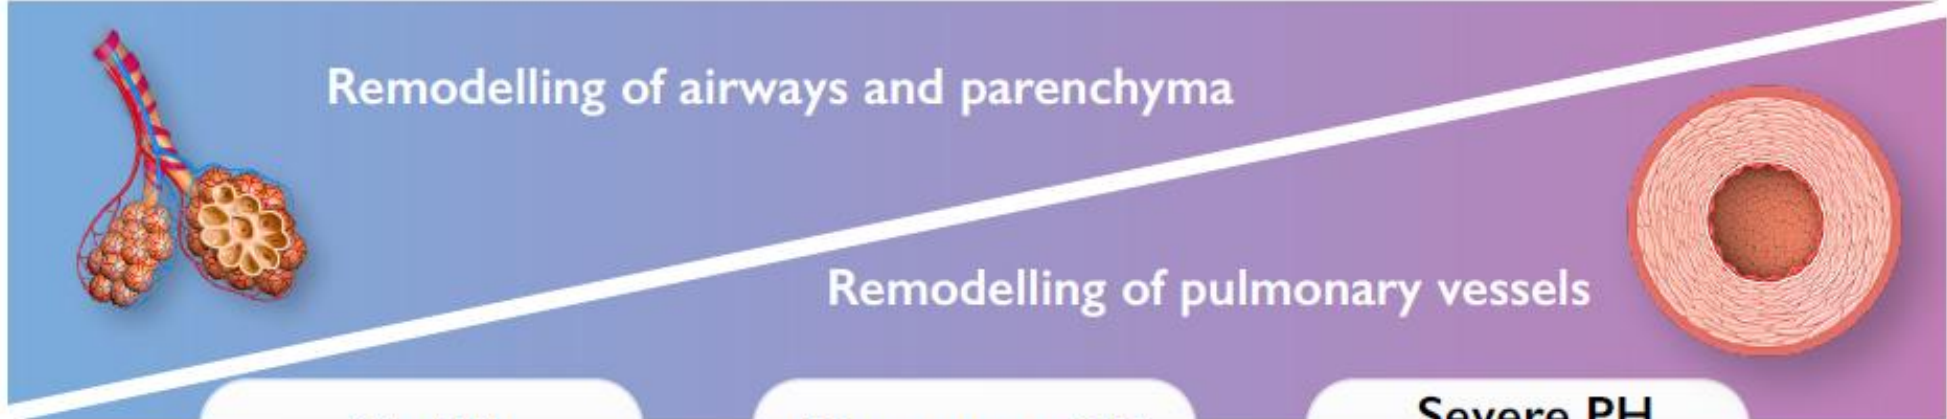 Remodelling of airways and parenchyma
Remodelling of pulmonary vessels
Severe PH